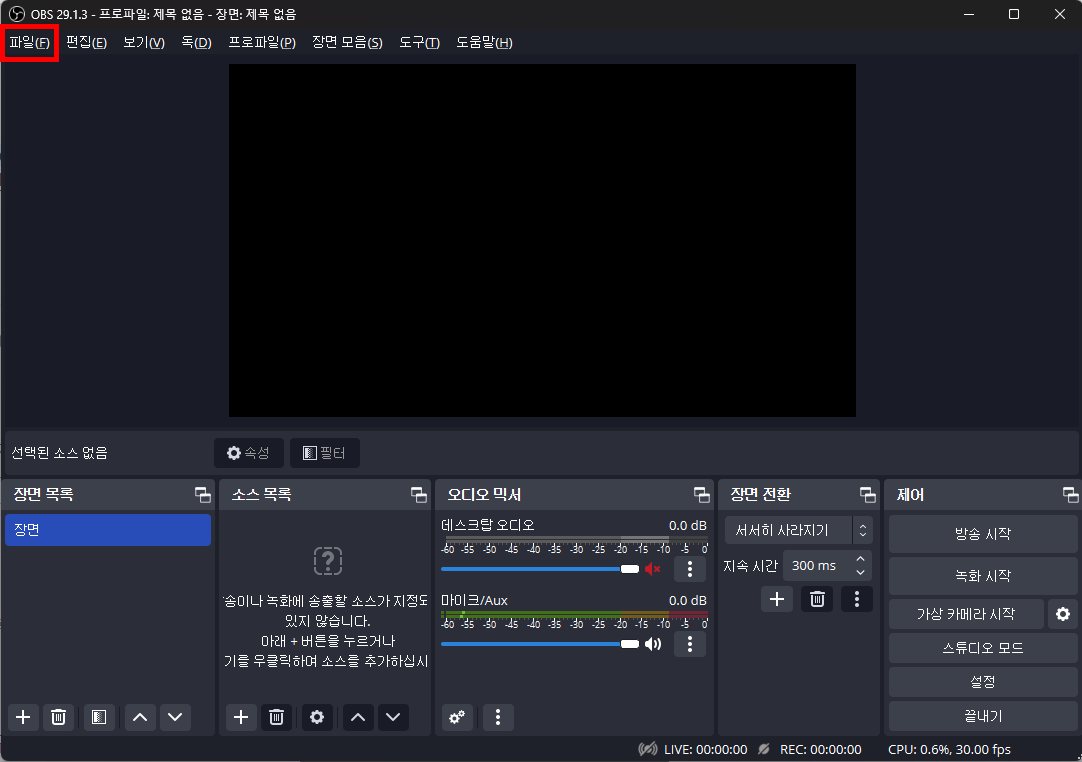 OBS 29.1.3 - 프로파일: 제목 없음 - 장면: 제목 없음
파일(F) 편집(E) 보기(V) 독(D) 프로파일(P) 장면 모음(S) 도구(T) 도움말(H)
선택된 소스 없음 속성 필터
장면 목록
장면
소스 목록
송이나 녹화에 송출할 소스가 지정되
있지 않습니다.
아래 + 버튼을 누르거나
기를 우클릭하여 소스를 추가하십시
오디오 믹서
데스크탑 오디오 0.0 dB
-60 -55 -50 -45 -40 -35 -30 -25 -20 -15 -10 -5 0
마이크/Aux 0.0 dB
-60 -55 -50 -45 -40 -35 -30 -25 -20 -15 -10 -5 0
장면 전환
서서히 사라지기
지속 시간 300 ms
제어
방송 시작
녹화 시작
가상 카메라 시작
스튜디오 모드
설정
끝내기
LIVE: 00:00:00 REC: 00:00:00 CPU: 0.6%, 30.00 fps